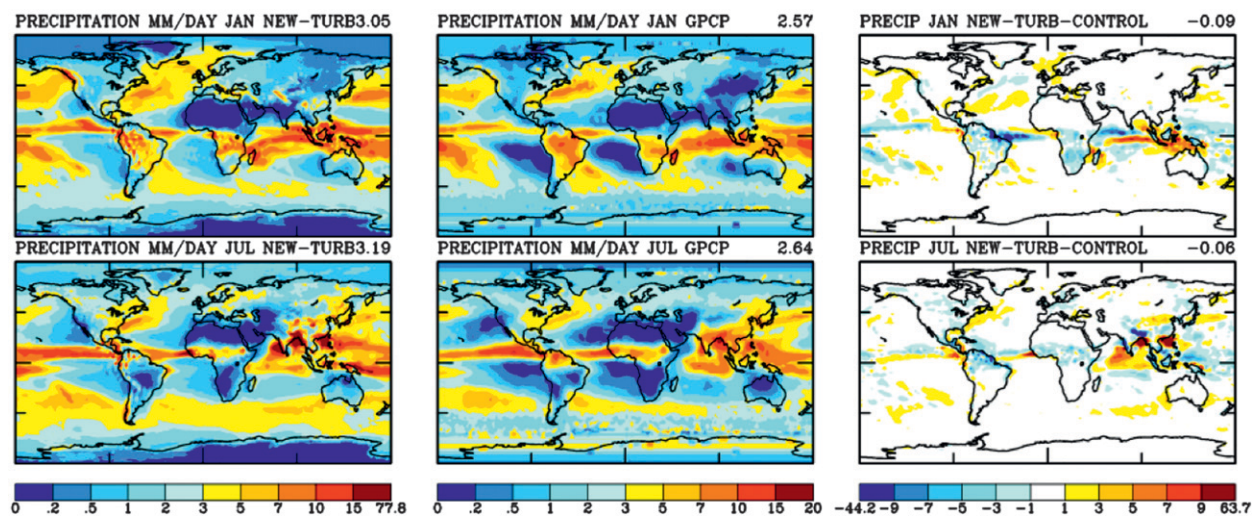 PRECIPITATION MM/DAY JAN NEW-TURB3.05
PRECIPITATION MM/DAY JAN GPCP 2.57
PRECIP JAN NEW-TURB-CONTROL -0.09
PRECIPITATION MM/DAY JUL NEW-TURB3.19
PRECIPITATION MM/DAY JUL GPCP 2.64
PRECIP JUL NEW-TURB-CONTROL -0.06
0 .2 .5 1 2 3 5 7 10 15 77.8
0 .2 .5 1 2 3 5 7 10 15 20
-44.2 -9 -7 -5 -3 -1 1 3 5 7 9 63.7